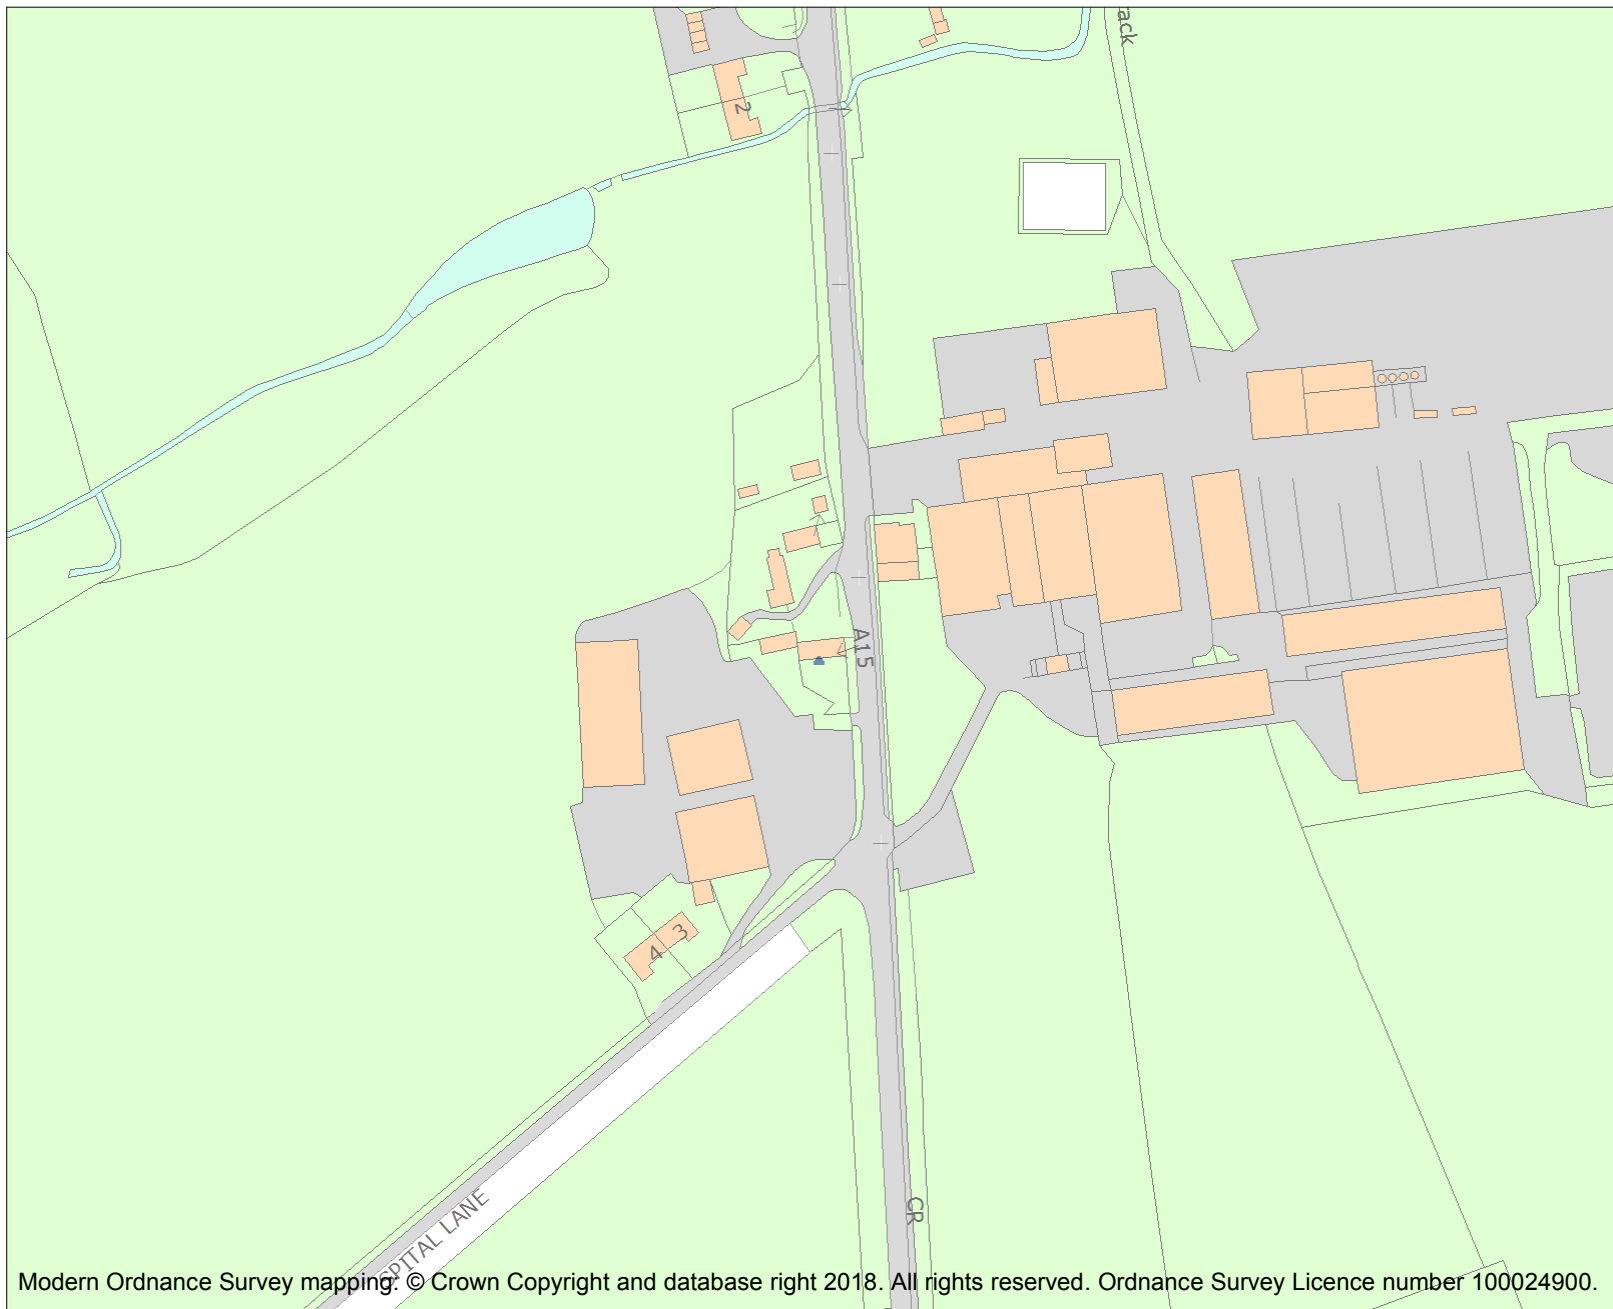 ack
2
A15
3
4
CR
SPITAL LANE
Modern Ordnance Survey mapping: © Crown Copyright and database right 2018. All rights reserved. Ordnance Survey Licence number 100024900.